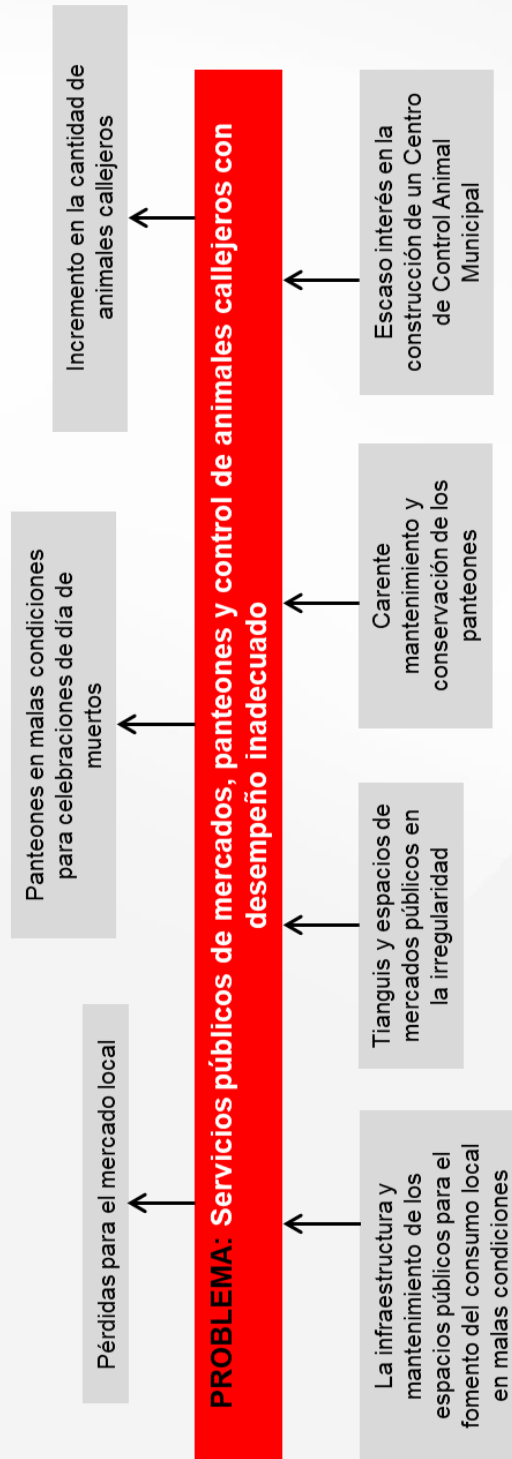 Pérdidas para el mercado local
Panteones en malas condiciones
para celebraciones de día de
muertos
Incremento en la cantidad de
animales callejeros
PROBLEMA: Servicios públicos de mercados, panteones y control de animales callejeros con
desempeño inadecuado
La infraestructura y
mantenimiento de los
espacios públicos para el
fomento del consumo local
en malas condiciones
Tianguis y espacios de
mercados públicos en
la irregularidad
Carente
mantenimiento y
conservación de los
panteones
Escaso interés en la
construcción de un Centro
de Control Animal
Municipal